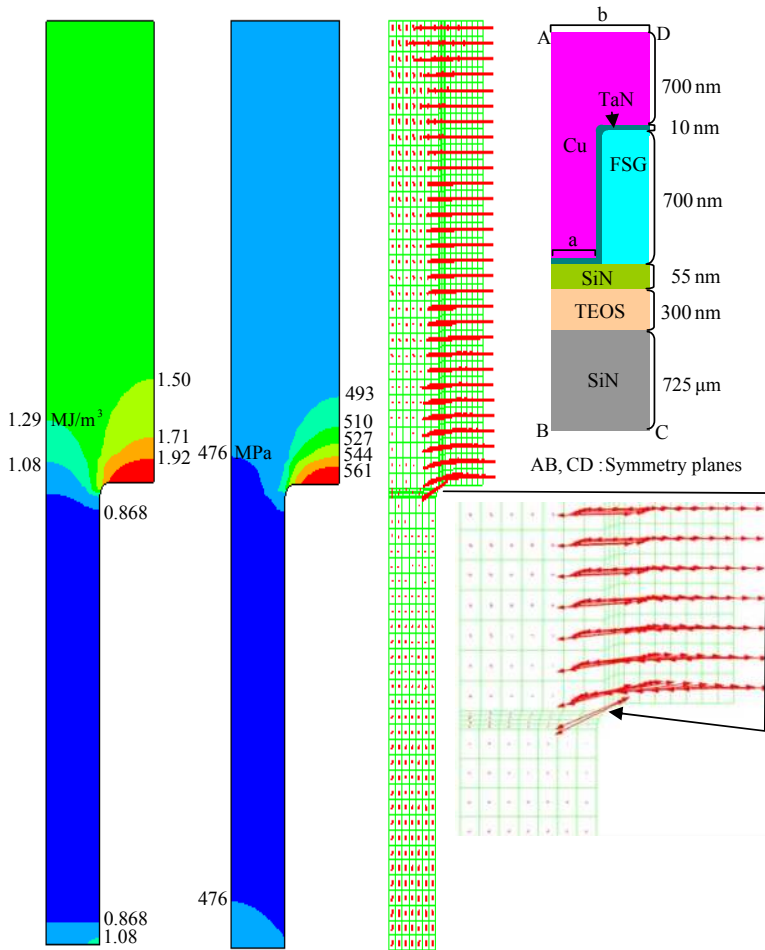 1.50
1.29 MJ/m³
1.08
1.71
1.92
0.868
0.868
1.08
493
510
527
544
561
476 MPa
476
b
A
D
700 nm
TaN
10 nm
Cu
FSG
700 nm
a
SiN
55 nm
TEOS
300 nm
SiN
725 μm
B
C
AB, CD : Symmetry planes